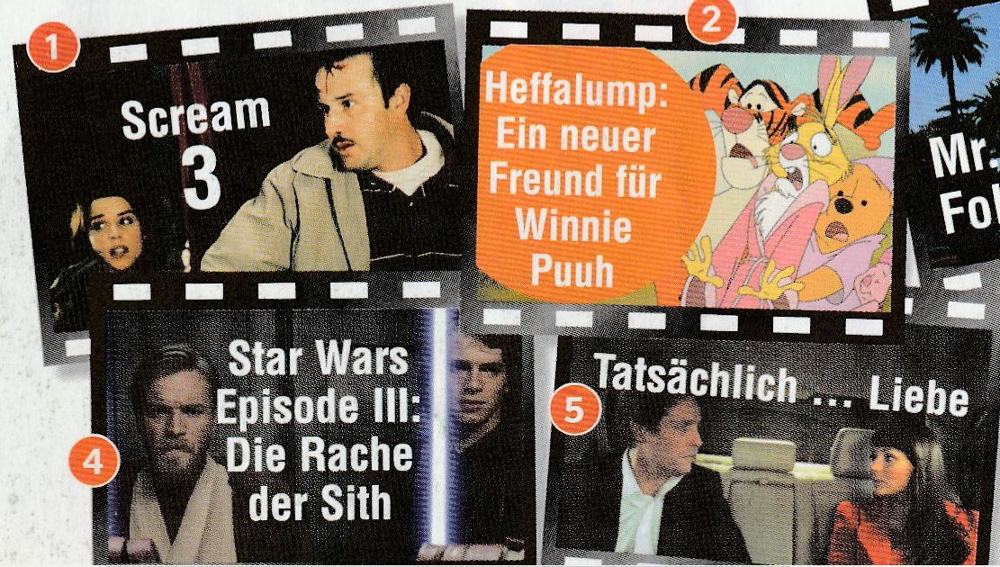 1
Scream
3
2
Heffalump:
Ein neuer
Freund für
Winnie
Puuh
Mr.
4
Star Wars
Episode III:
Die Rache
der Sith
5
Tatsächlich ... Liebe